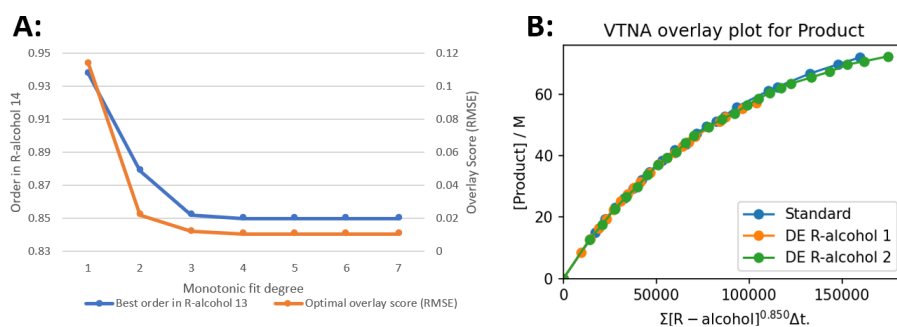 A:
0.95
0.93
0.91
0.89
0.87
0.85
0.83
Order in R-alcohol 14
0.12
0.1
0.08
0.06
0.04
0.02
0
Overlay Score (RMSE)
1 2 3 4 5 6 7
Monotonic fit degree
Best order in R-alcohol 13 Optimal overlay score (RMSE)
B:
VTNA overlay plot for Product
[Product] / M
60
40
20
0
Standard
DE R-alcohol 1
DE R-alcohol 2
0 50000 100000 150000
Σ[R − alcohol]^0.850Δt.